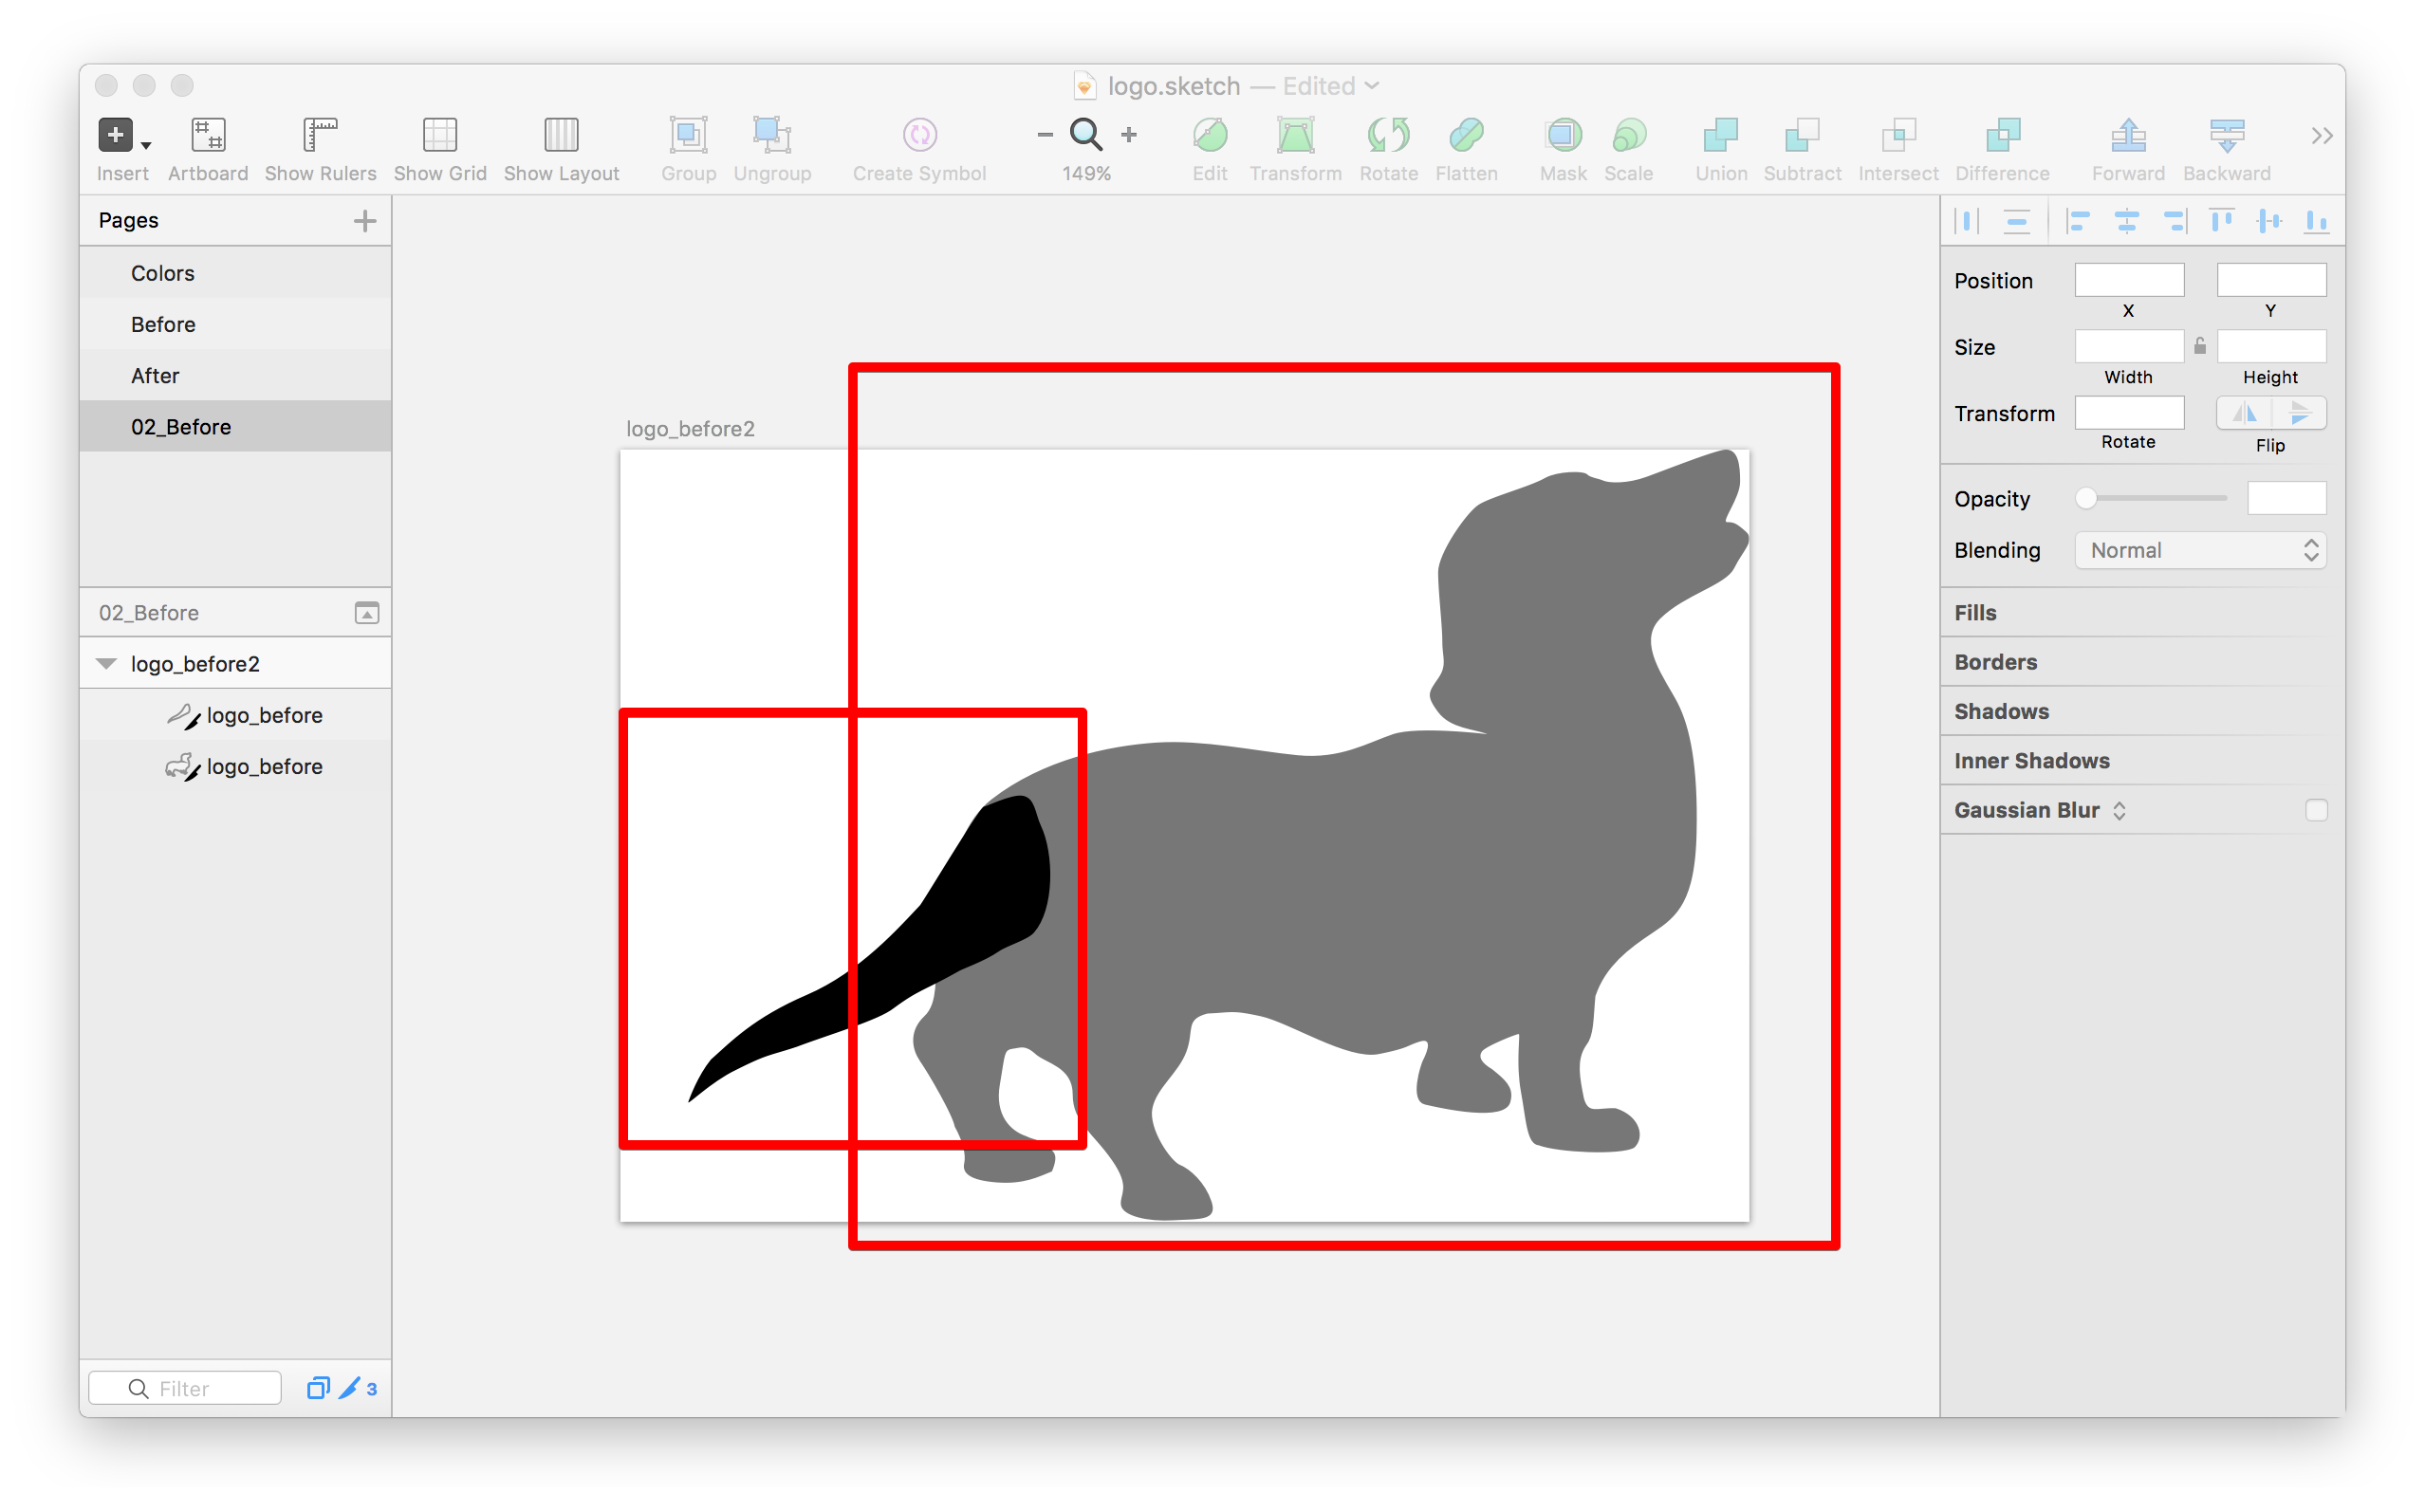 logo.sketch — Edited
Insert Artboard Show Rulers Show Grid Show Layout Group Ungroup Create Symbol 149% Edit Transform Rotate Flatten Mask Scale Union Subtract Intersect Difference Forward Backward
Pages
Colors
Before
After
02_Before
02_Before
logo_before2
logo_before
logo_before
Filter 3
logo_before2
Position
X Y
Size
Width Height
Transform
Rotate Flip
Opacity
Blending Normal
Fills
Borders
Shadows
Inner Shadows
Gaussian Blur